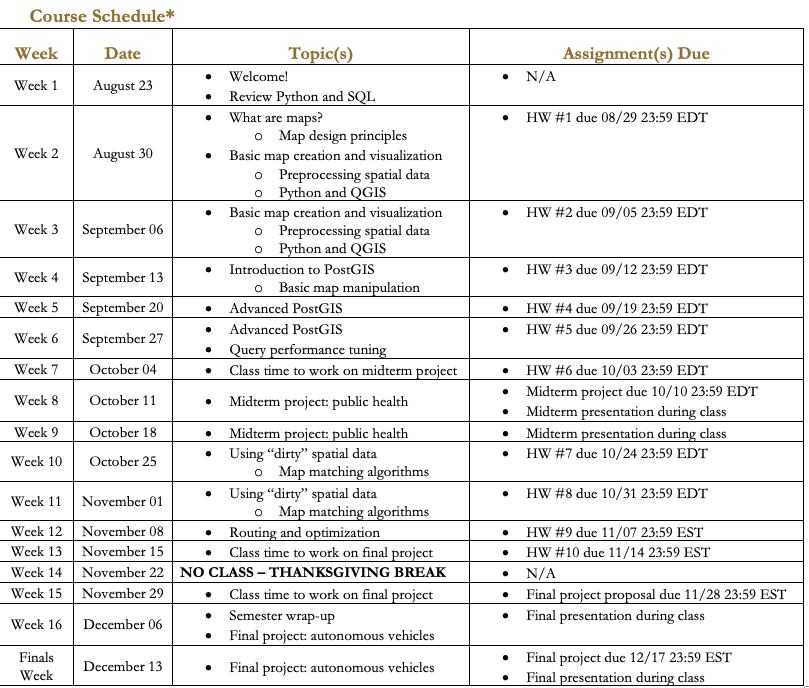 Course Schedule*
Week Date Topic(s) Assignment(s) Due
Week 1 August 23
• Welcome!
• Review Python and SQL
• N/A
Week 2 August 30
• What are maps?
o Map design principles
• Basic map creation and visualization
o Preprocessing spatial data
o Python and QGIS
• HW #1 due 08/29 23:59 EDT
Week 3 September 06
• Basic map creation and visualization
o Preprocessing spatial data
o Python and QGIS
• HW #2 due 09/05 23:59 EDT
Week 4 September 13
• Introduction to PostGIS
o Basic map manipulation
• HW #3 due 09/12 23:59 EDT
Week 5 September 20
• Advanced PostGIS
• HW #4 due 09/19 23:59 EDT
Week 6 September 27
• Advanced PostGIS
• Query performance tuning
• HW #5 due 09/26 23:59 EDT
Week 7 October 04
• Class time to work on midterm project
• HW #6 due 10/03 23:59 EDT
Week 8 October 11
• Midterm project: public health
• Midterm project due 10/10 23:59 EDT
• Midterm presentation during class
Week 9 October 18
• Midterm project: public health
• Midterm presentation during class
Week 10 October 25
• Using “dirty” spatial data
o Map matching algorithms
• HW #7 due 10/24 23:59 EDT
Week 11 November 01
• Using “dirty” spatial data
o Map matching algorithms
• HW #8 due 10/31 23:59 EDT
Week 12 November 08
• Routing and optimization
• HW #9 due 11/07 23:59 EST
Week 13 November 15
• Class time to work on final project
• HW #10 due 11/14 23:59 EST
Week 14 November 22
NO CLASS – THANKSGIVING BREAK
• N/A
Week 15 November 29
• Class time to work on final project
• Final project proposal due 11/28 23:59 EST
Week 16 December 06
• Semester wrap-up
• Final project: autonomous vehicles
• Final presentation during class
Finals
Week
December 13
• Final project: autonomous vehicles
• Final project due 12/17 23:59 EST
• Final presentation during class